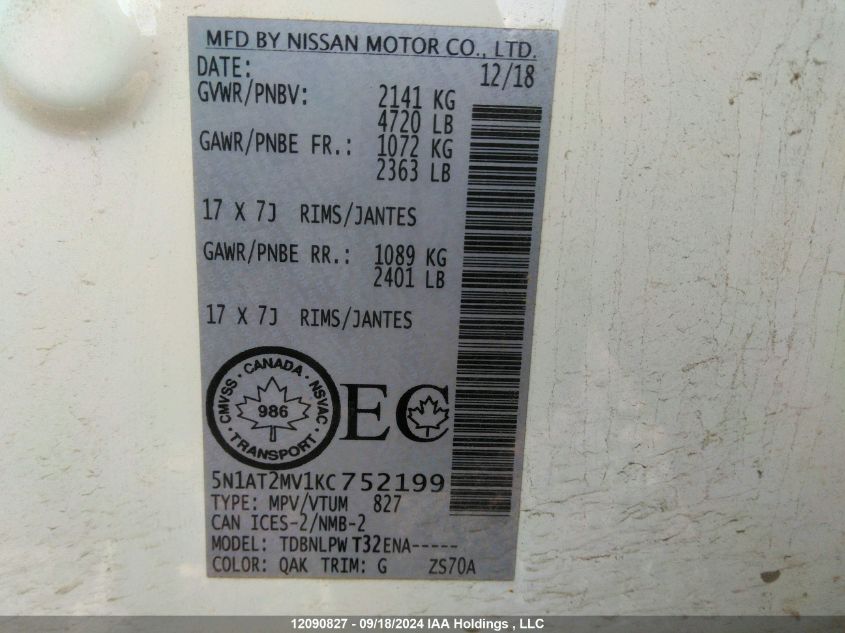 MFD BY NISSAN MOTOR CO., LTD.
DATE: 12/18
GVWR/PNBV: 2141 KG
4720 LB
GAWR/PNBE FR.: 1072 KG
2363 LB
17 X 7J RIMS/JANTES
GAWR/PNBE RR.: 1089 KG
2401 LB
17 X 7J RIMS/JANTES
CMVSS · CANADA · NSVAC · TRANSPORT ·
986
EC
5N1AT2MV1KC752199
TYPE: MPV/VTUM 827
CAN ICES-2/NMB-2
MODEL: TDBNLPW T32ENA-----
COLOR: QAK TRIM: G ZS70A
12090827 - 09/18/2024 IAA Holdings , LLC